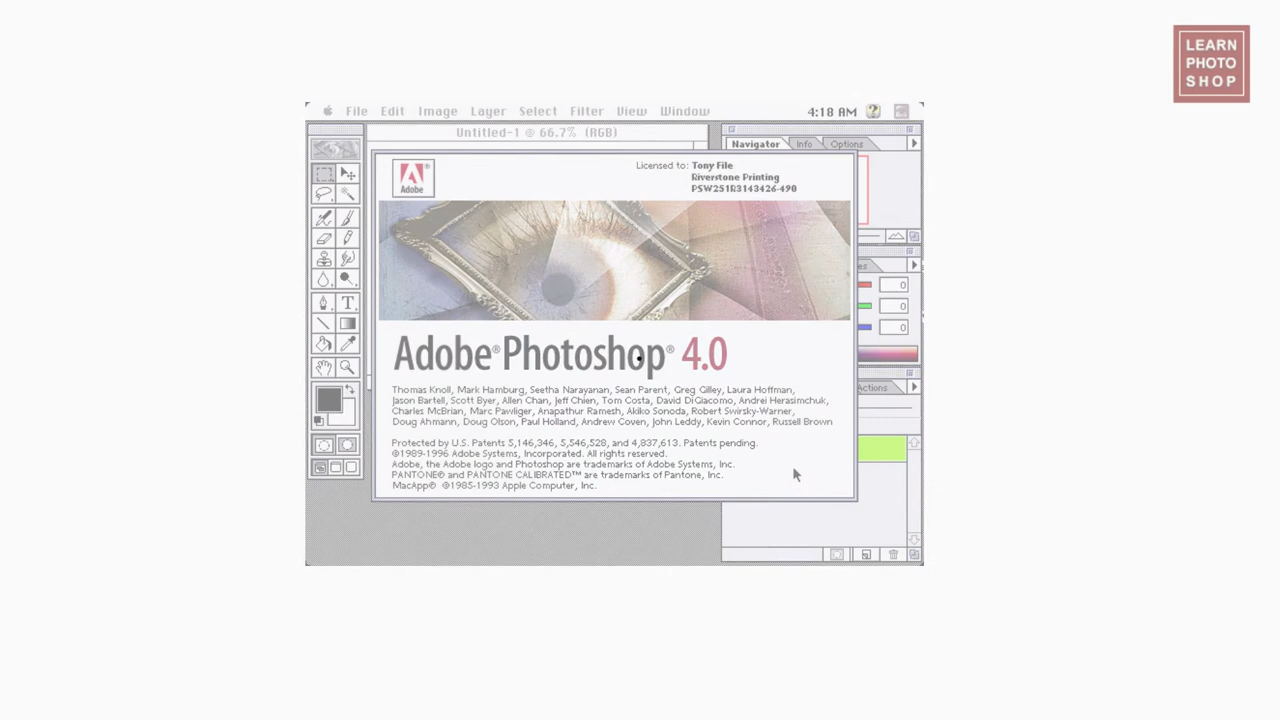 LEARN
PHOTO
SHOP
File Edit Image Layer Select Filter View Window 4:18 AM
Untitled-1 @ 66.7% (RGB)
Navigator Info Options
Adobe
Licensed to: Tony File
Riverstone Printing
PSW251R3143426-490
0
0
0
Adobe® Photoshop® 4.0
Actions
Thomas Knoll, Mark Hamburg, Seetha Narayanan, Sean Parent, Greg Gilley, Laura Hoffman,
Jason Bartell, Scott Byer, Allen Chan, Jeff Chien, Tom Costa, David DiGiacomo, Andrei Herasimchuk,
Charles McBrian, Marc Pawliger, Anapathur Ramesh, Akiko Sonoda, Robert Swirsky-Warner,
Doug Ahmann, Doug Olson, Paul Holland, Andrew Coven, John Leddy, Kevin Connor, Russell Brown
Protected by U.S. Patents 5,146,346, 5,546,528, and 4,837,613. Patents pending.
©1989-1996 Adobe Systems, Incorporated. All rights reserved.
Adobe, the Adobe logo and Photoshop are trademarks of Adobe Systems, Inc.
PANTONE® and PANTONE CALIBRATED™ are trademarks of Pantone, Inc.
MacApp® ©1985-1993 Apple Computer, Inc.